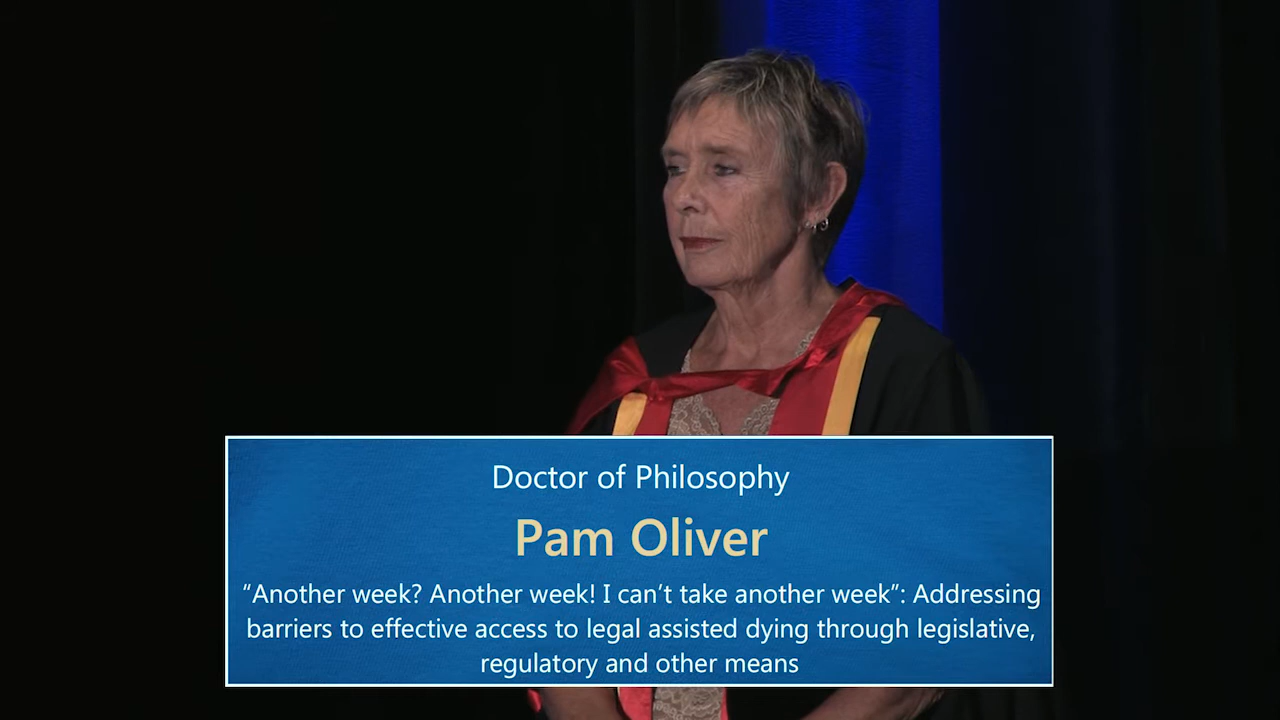 Doctor of Philosophy
Pam Oliver
“Another week? Another week! I can’t take another week”: Addressing
barriers to effective access to legal assisted dying through legislative,
regulatory and other means